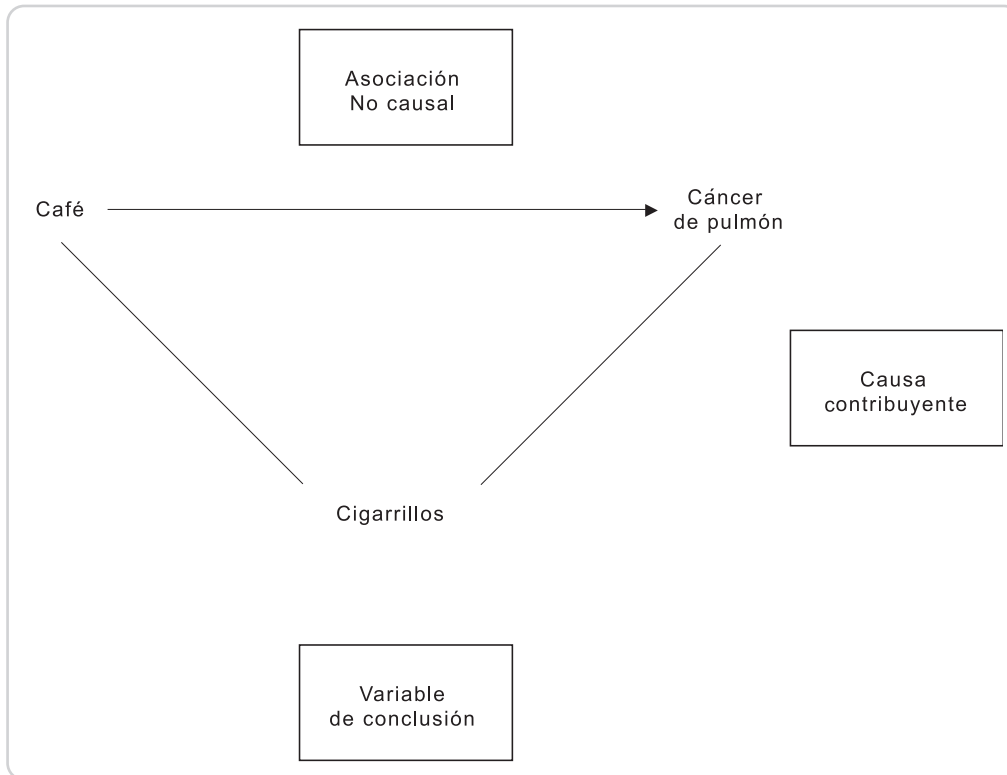 Asociación
No causal
Café
Cáncer
de pulmón
Causa
contribuyente
Cigarrillos
Variable
de conclusión